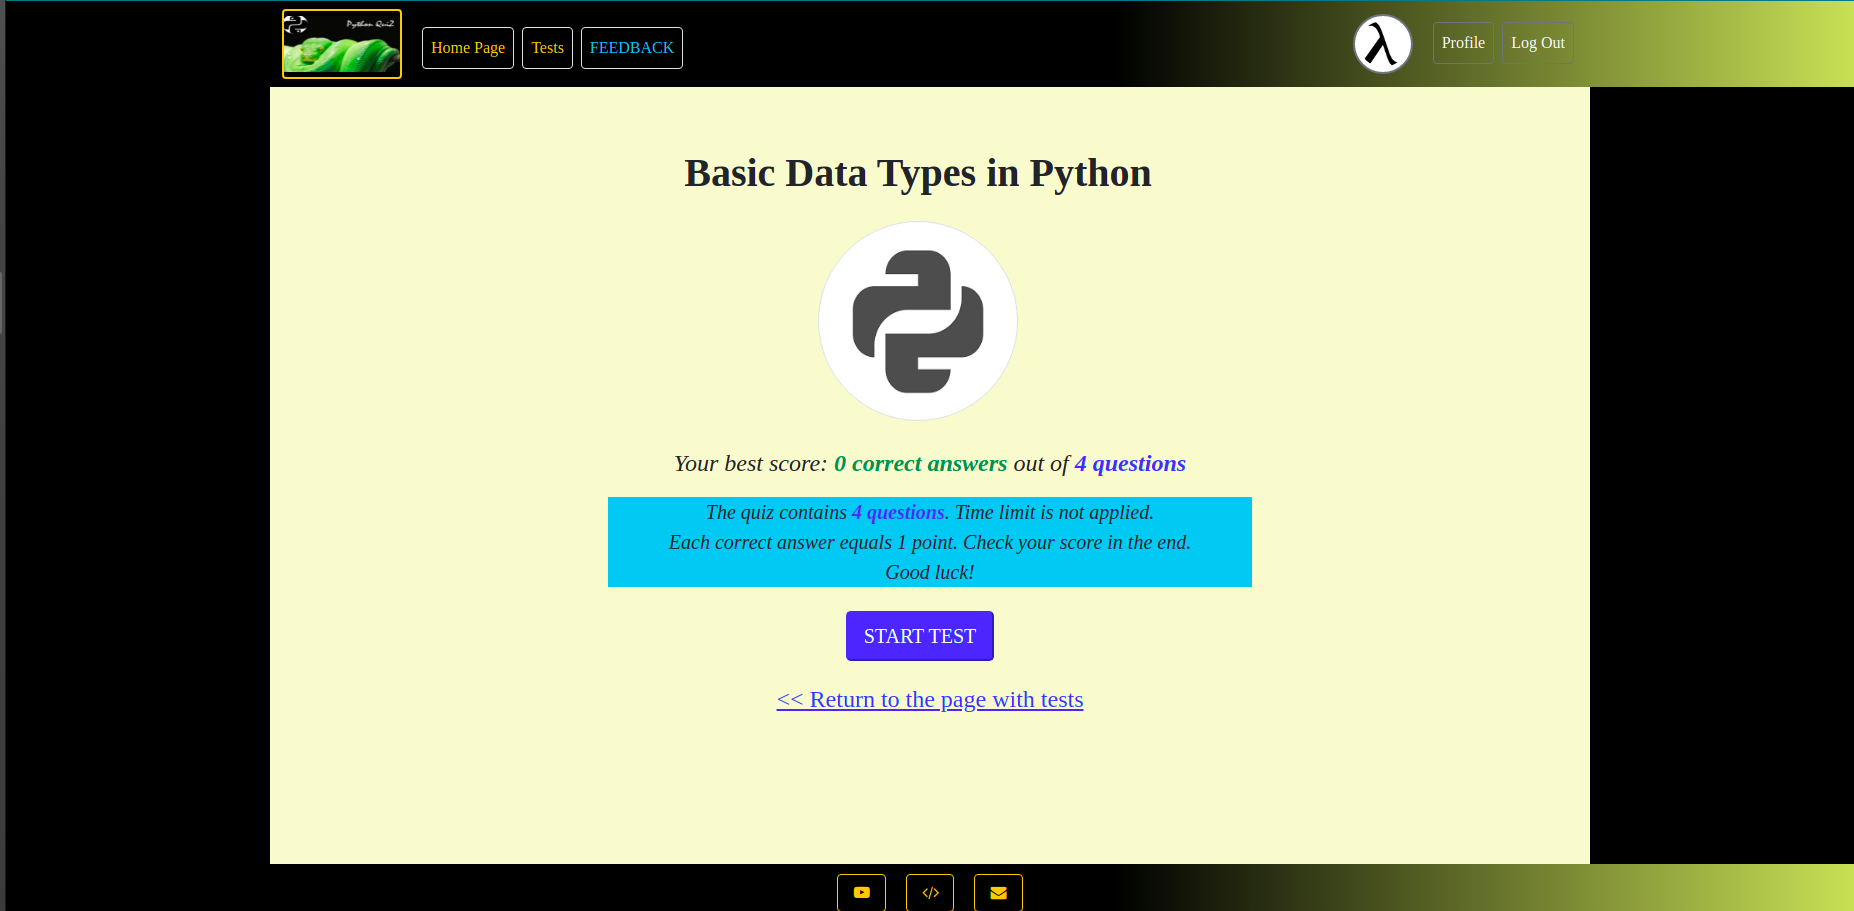 Python QuiZ
Home Page
Tests
FEEDBACK
λ
Profile
Log Out
Basic Data Types in Python
Your best score: 0 correct answers out of 4 questions
The quiz contains 4 questions. Time limit is not applied.
Each correct answer equals 1 point. Check your score in the end.
Good luck!
START TEST
<< Return to the page with tests